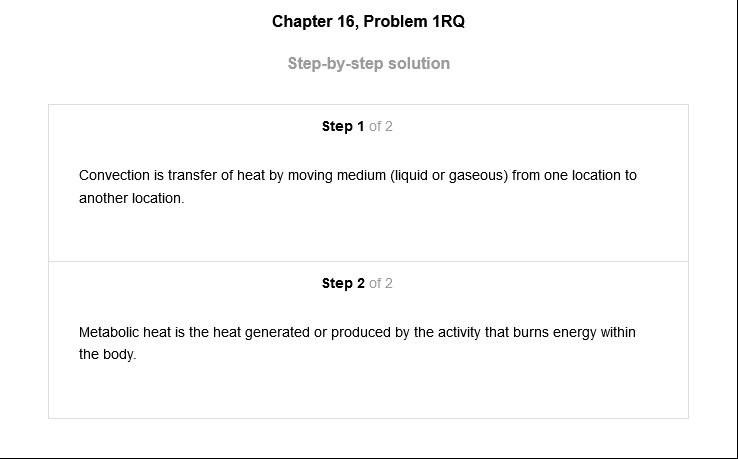 Chapter 16, Problem 1RQ
Step-by-step solution
Step 1 of 2
Convection is transfer of heat by moving medium (liquid or gaseous) from one location to
another location.
Step 2 of 2
Metabolic heat is the heat generated or produced by the activity that burns energy within
the body.